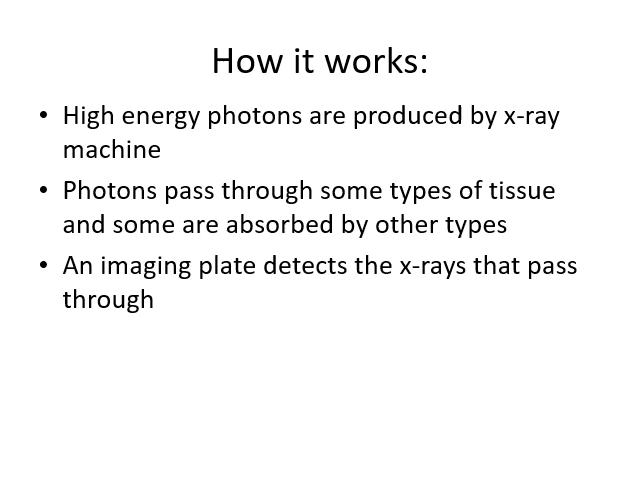 How it works:
• High energy photons are produced by x-ray
machine
• Photons pass through some types of tissue
and some are absorbed by other types
• An imaging plate detects the x-rays that pass
through